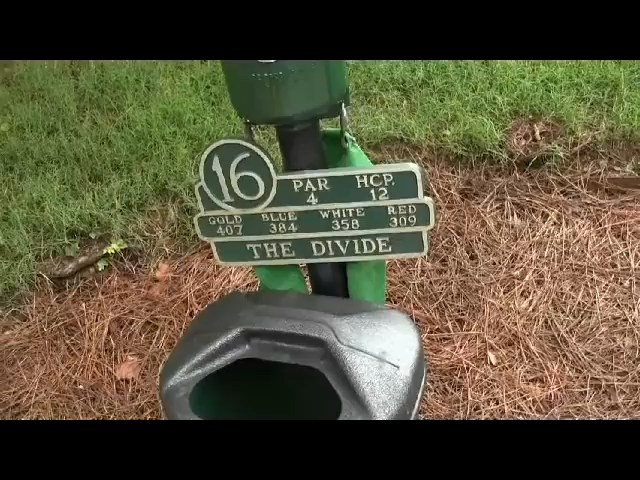 16
PAR HCP.
4 12
GOLD BLUE WHITE RED
407 384 358 309
THE DIVIDE